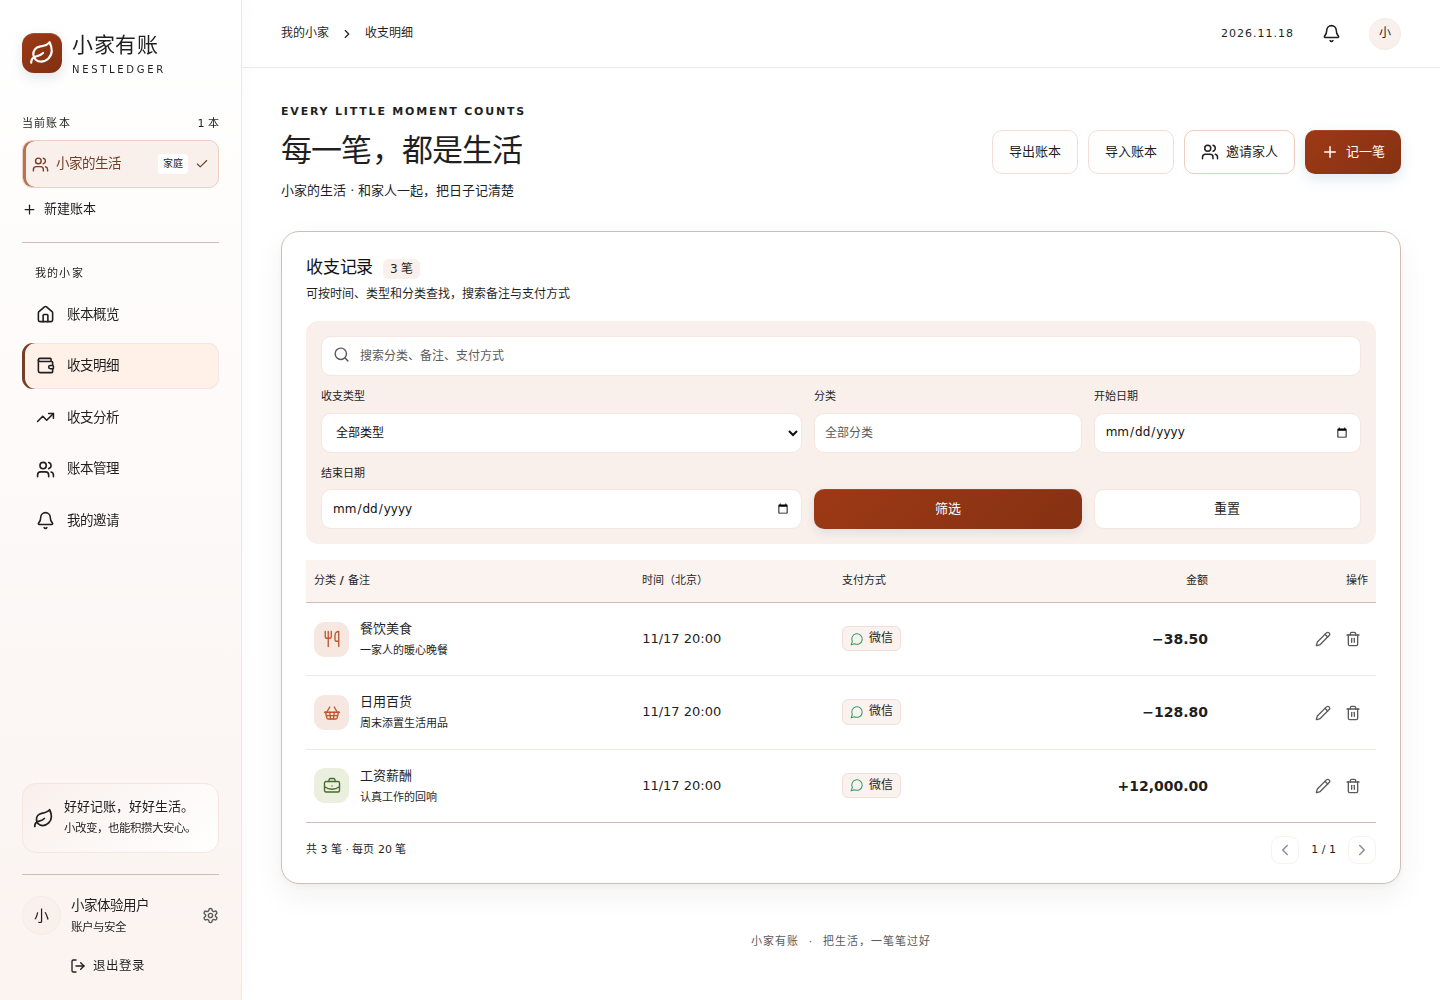 小家有账
NESTLEDGER
当前账本 1 本
小家的生活 家庭
新建账本
我的小家
账本概览
收支明细
收支分析
账本管理
我的邀请
好好记账，好好生活。
小改变，也能积攒大安心。
小 小家体验用户
账户与安全
退出登录
我的小家 收支明细
2026.11.18 小
EVERY LITTLE MOMENT COUNTS
每一笔，都是生活
小家的生活 · 和家人一起，把日子记清楚
导出账本 导入账本 邀请家人 记一笔
收支记录 3 笔
可按时间、类型和分类查找，搜索备注与支付方式
搜索分类、备注、支付方式
收支类型 分类 开始日期
全部类型 全部分类 mm/dd/yyyy
结束日期
mm/dd/yyyy 筛选 重置
分类 / 备注 时间（北京） 支付方式 金额 操作
餐饮美食
一家人的暖心晚餐
11/17 20:00 微信 −38.50
日用百货
周末添置生活用品
11/17 20:00 微信 −128.80
工资薪酬
认真工作的回响
11/17 20:00 微信 +12,000.00
共 3 笔 · 每页 20 笔 1 / 1
小家有账 · 把生活，一笔笔过好